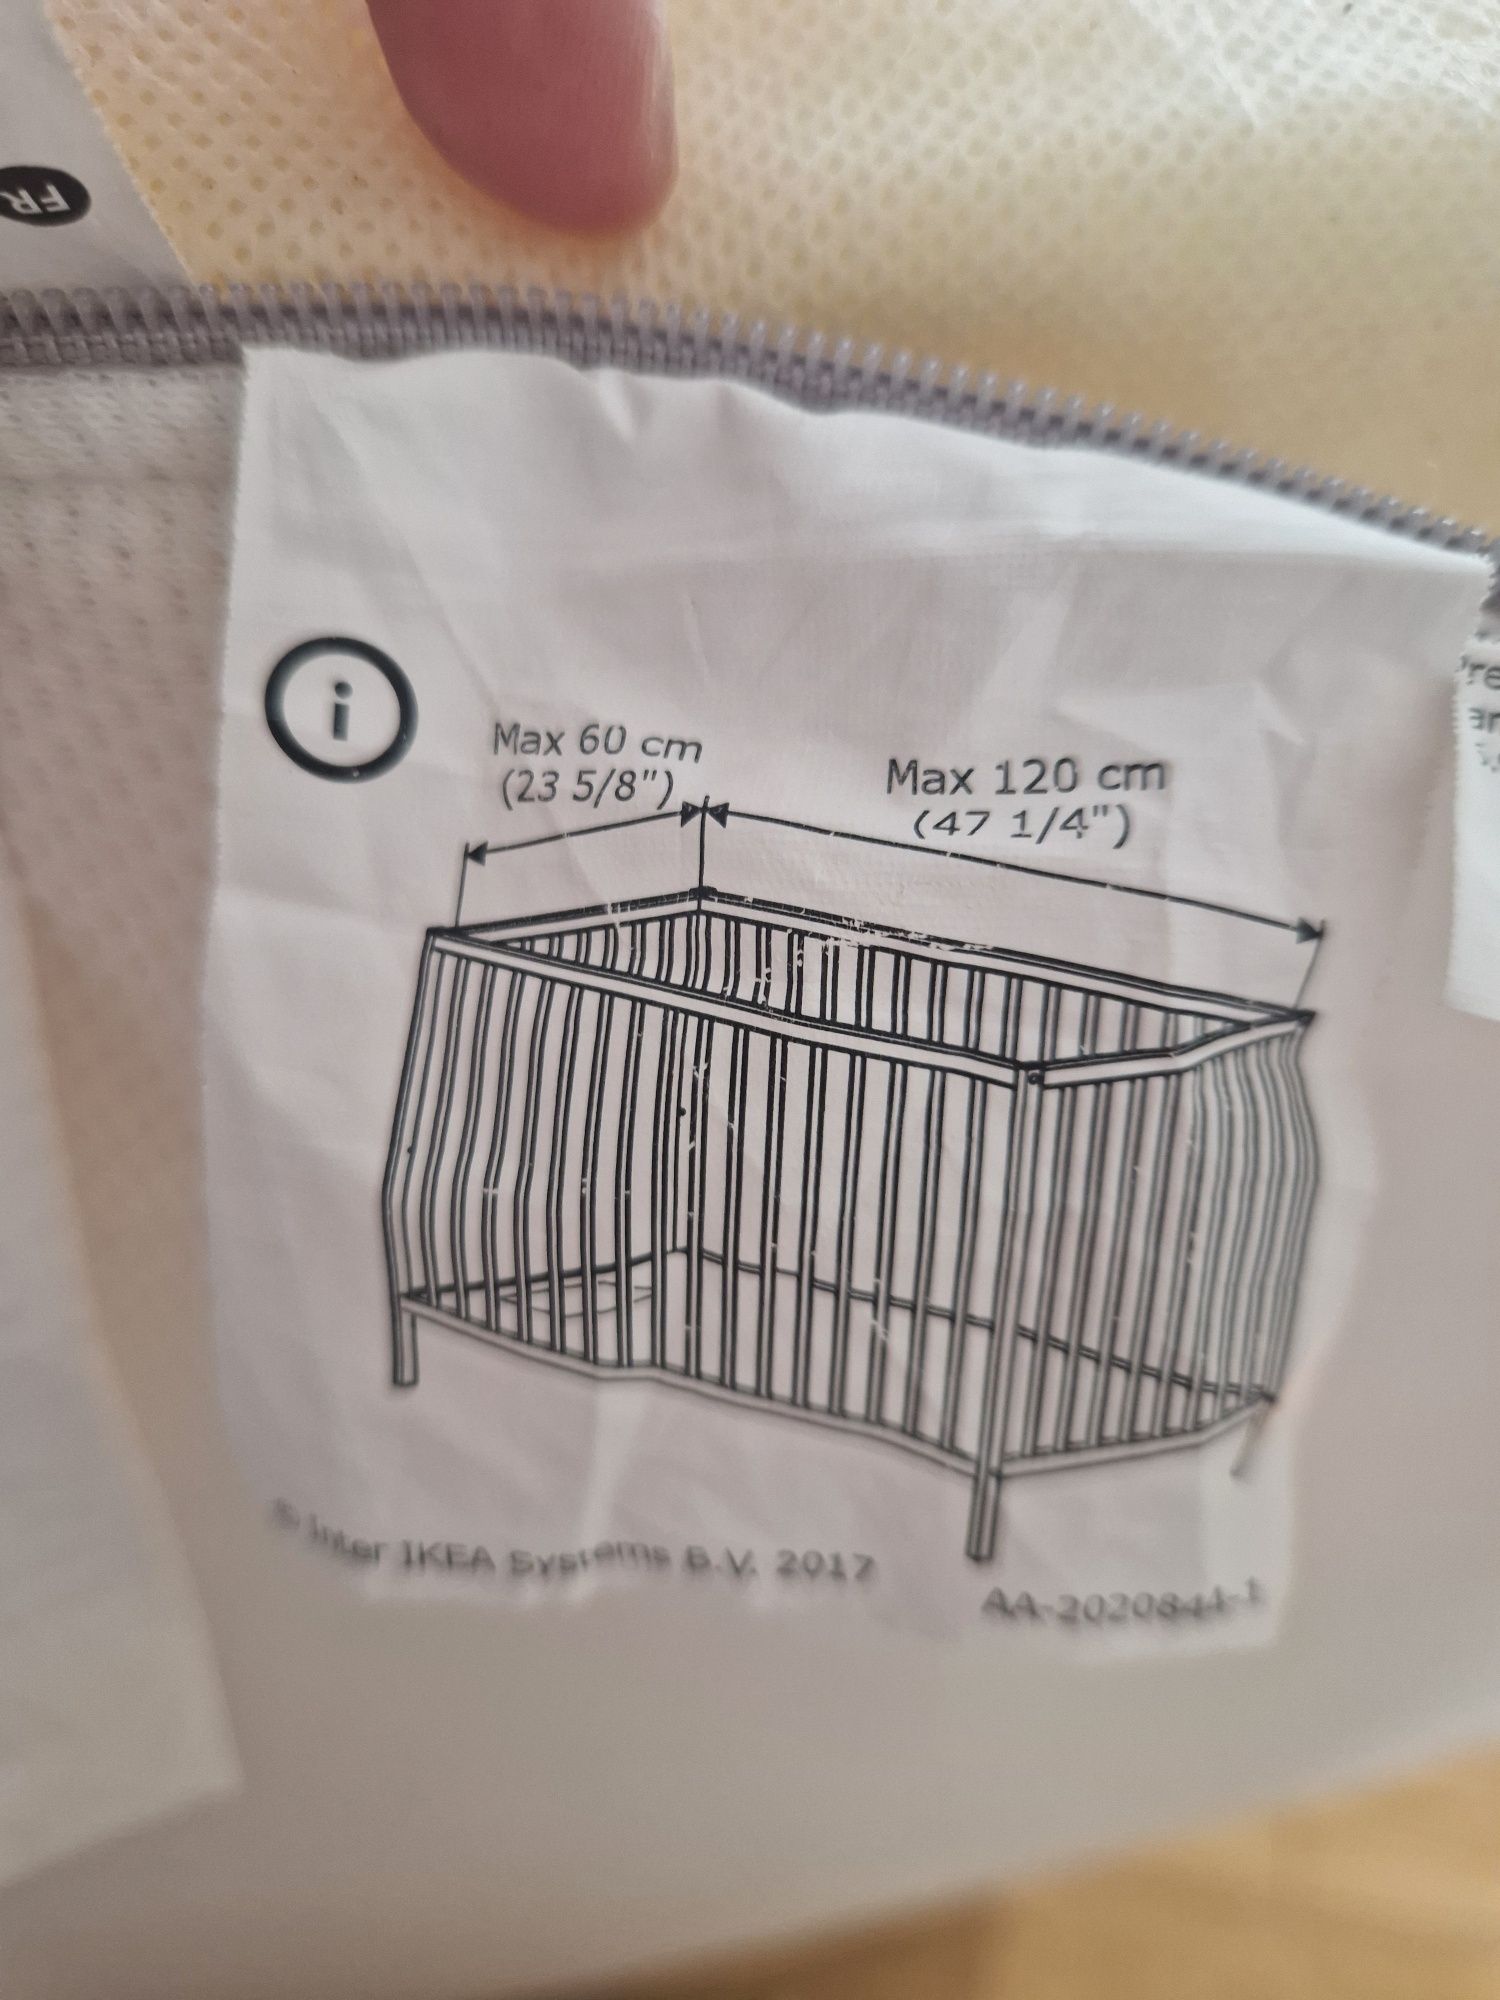 FR
i
Max 60 cm
(23 5/8")
Max 120 cm
(47 1/4")
© Inter IKEA Systems B.V. 2017
AA-2020844-1